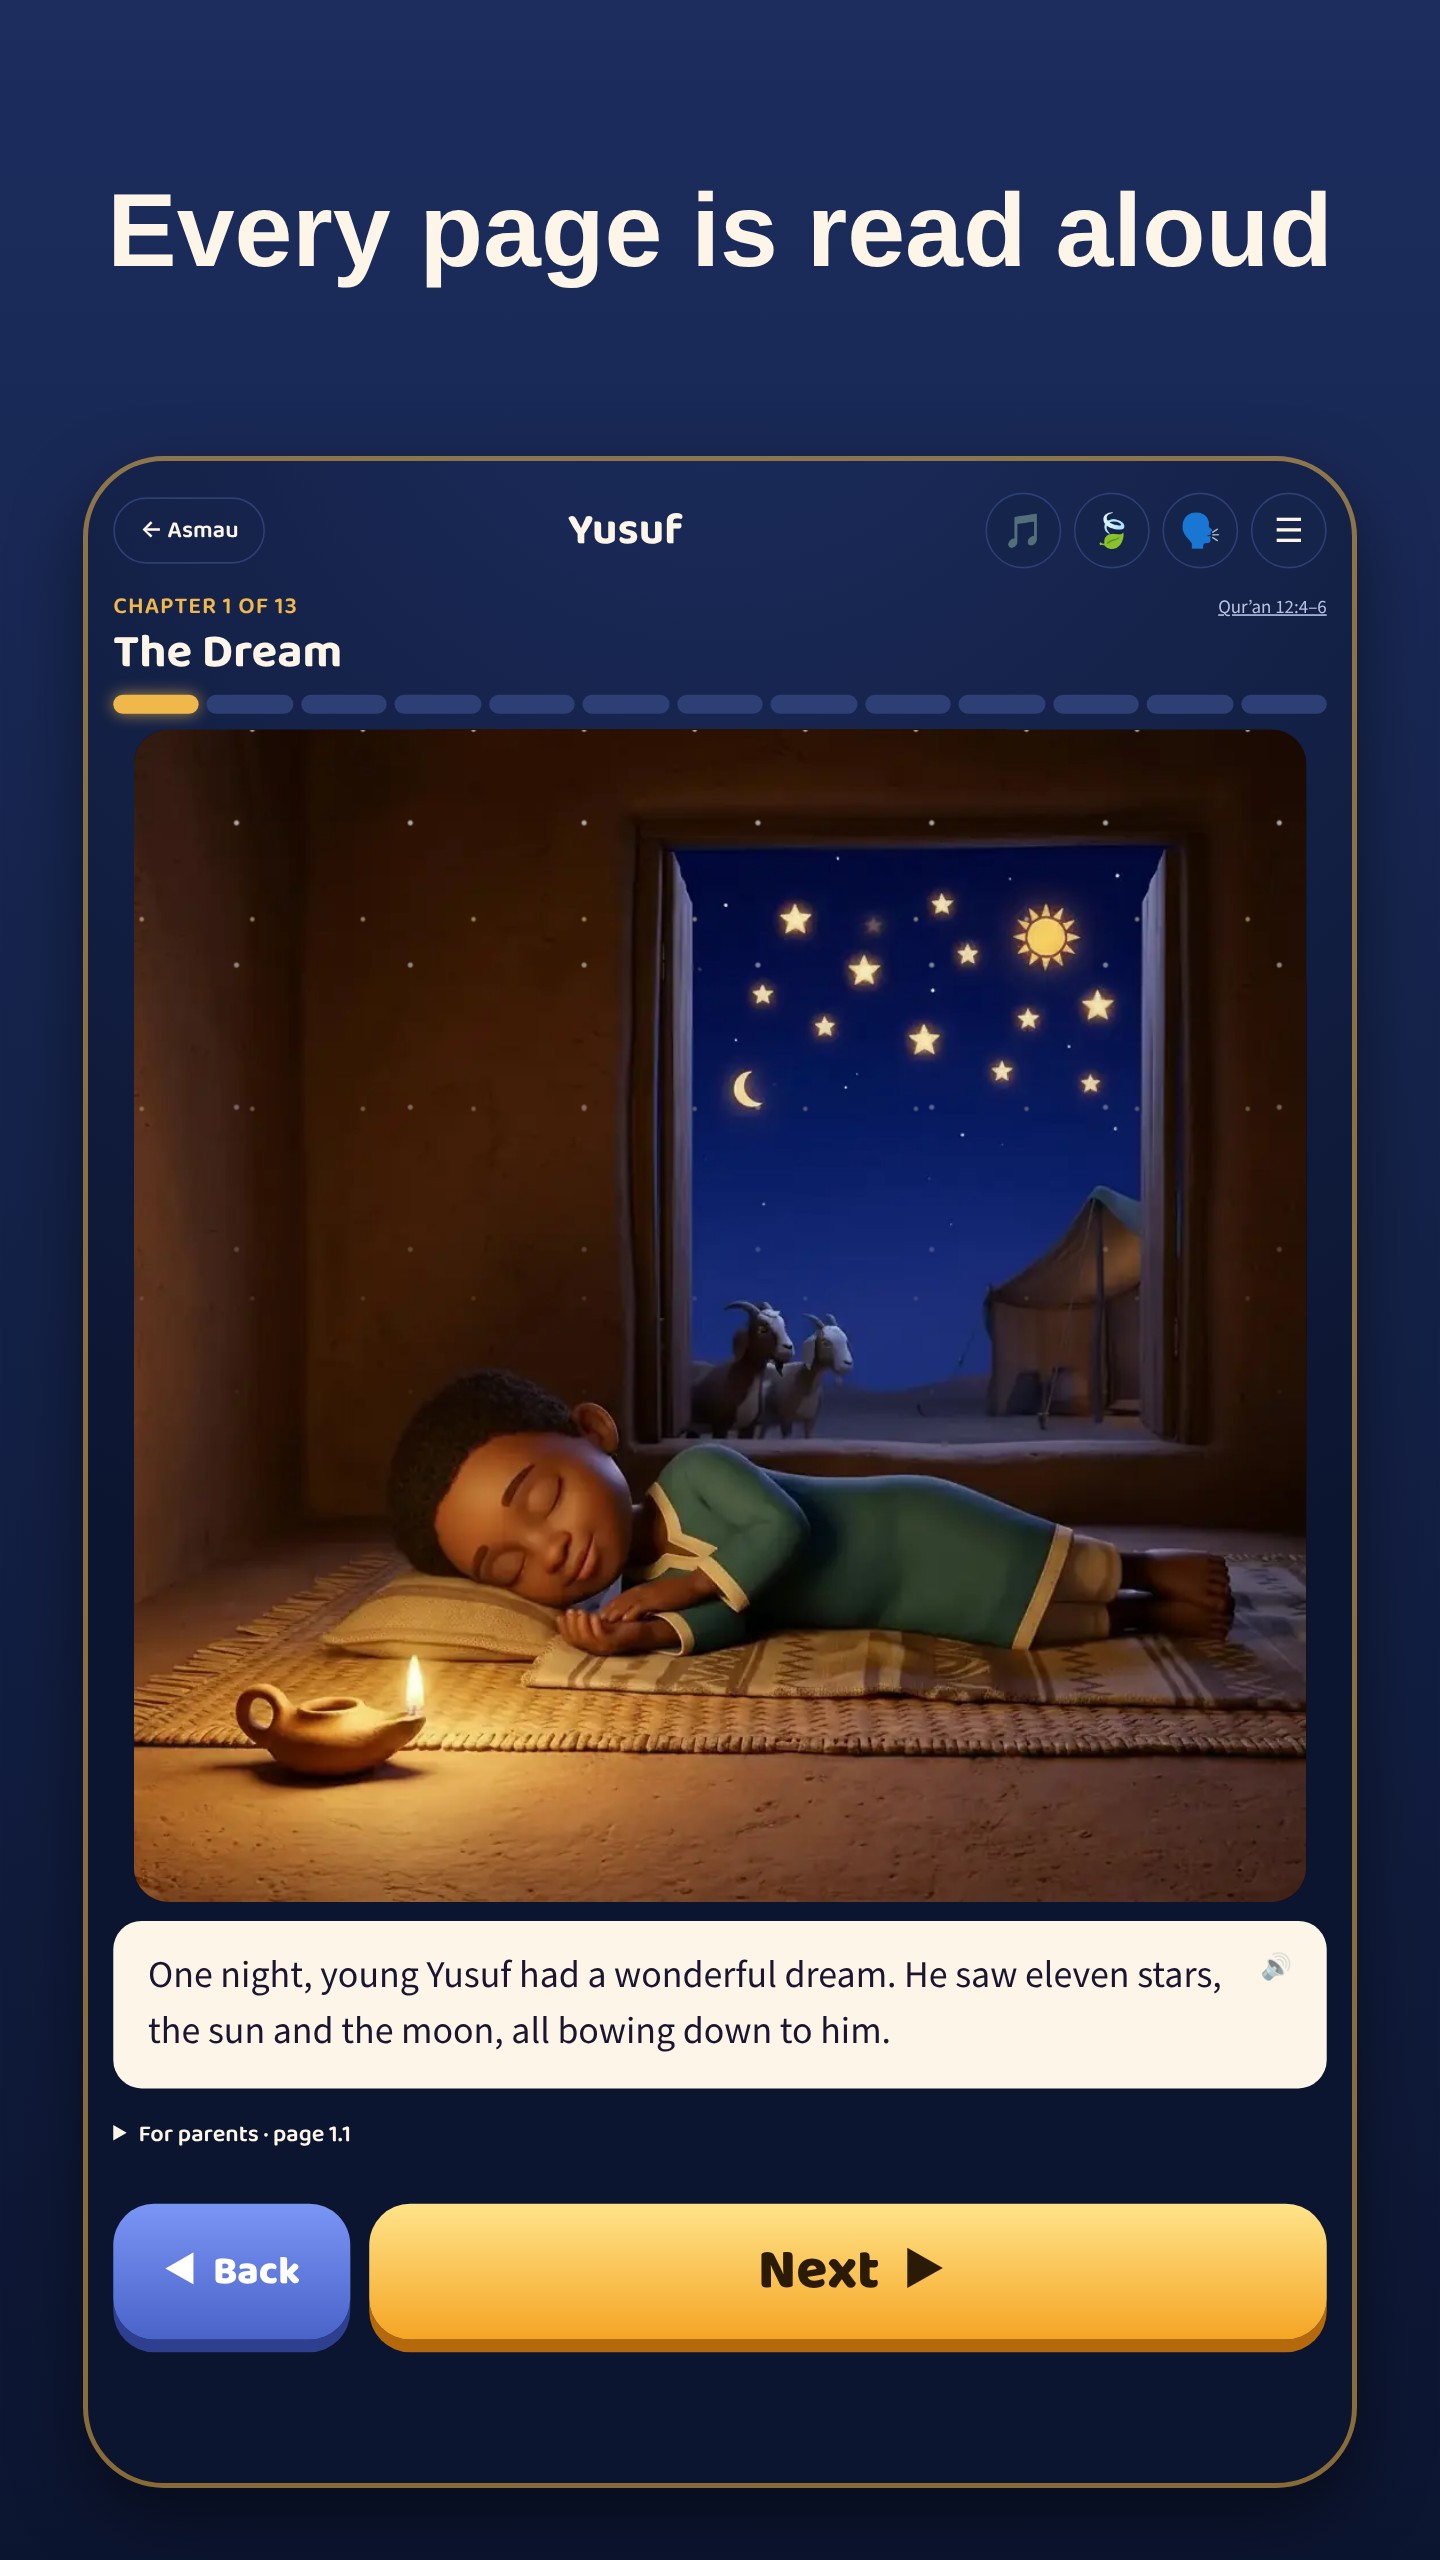 Every page is read aloud
← Asmau
Yusuf
CHAPTER 1 OF 13
Qur’an 12:4–6
The Dream
One night, young Yusuf had a wonderful dream. He saw eleven stars,
the sun and the moon, all bowing down to him.
▶ For parents · page 1.1
◀ Back
Next ▶